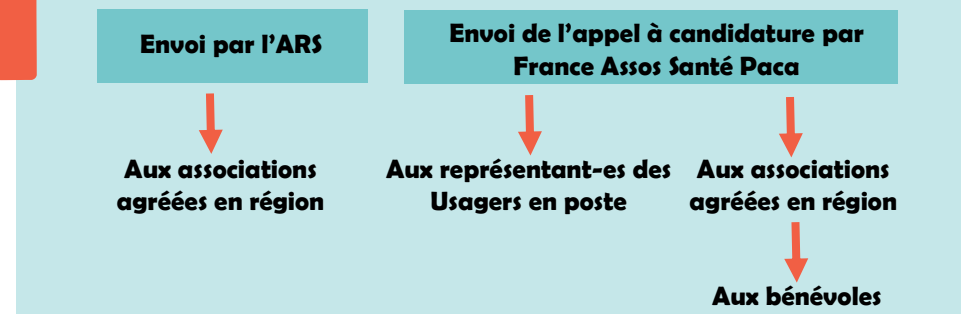 Envoi par l'ARS
Envoi de l'appel à candidature par
France Assos Santé Paca
Aux associations
agréées en région
Aux représentant-es des
Usagers en poste
Aux associations
agréées en région
Aux bénévoles